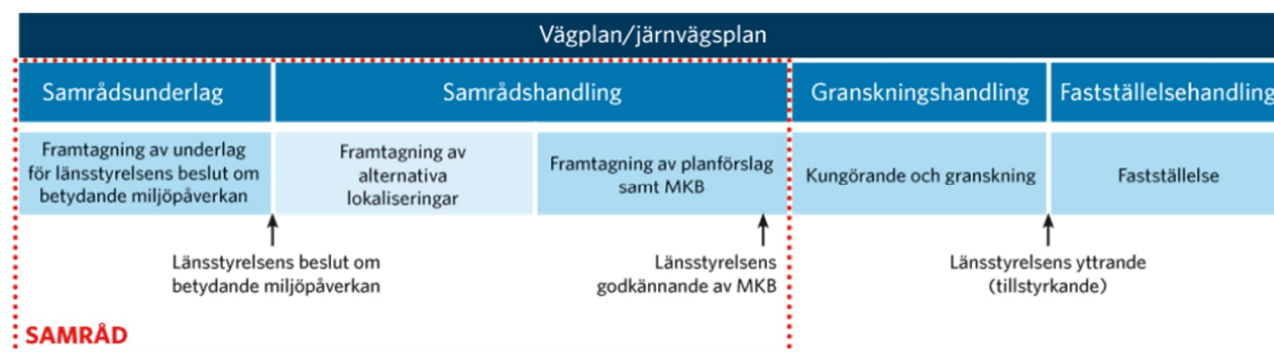 Vägplan/järnvägsplan
Samrådsunderlag
Samrådshandling
Granskningshandling
Fastställelsehandling
Framtagning av underlag
för länsstyrelsens beslut om
betydande miljöpåverkan
Framtagning av
alternativa
lokaliseringar
Framtagning av planförslag
samt MKB
Kungörande och granskning
Fastställelse
Länsstyrelsens beslut om
betydande miljöpåverkan
Länsstyrelsens
godkännande av MKB
Länsstyrelsens yttrande
(tillstyrkande)
SAMRÅD